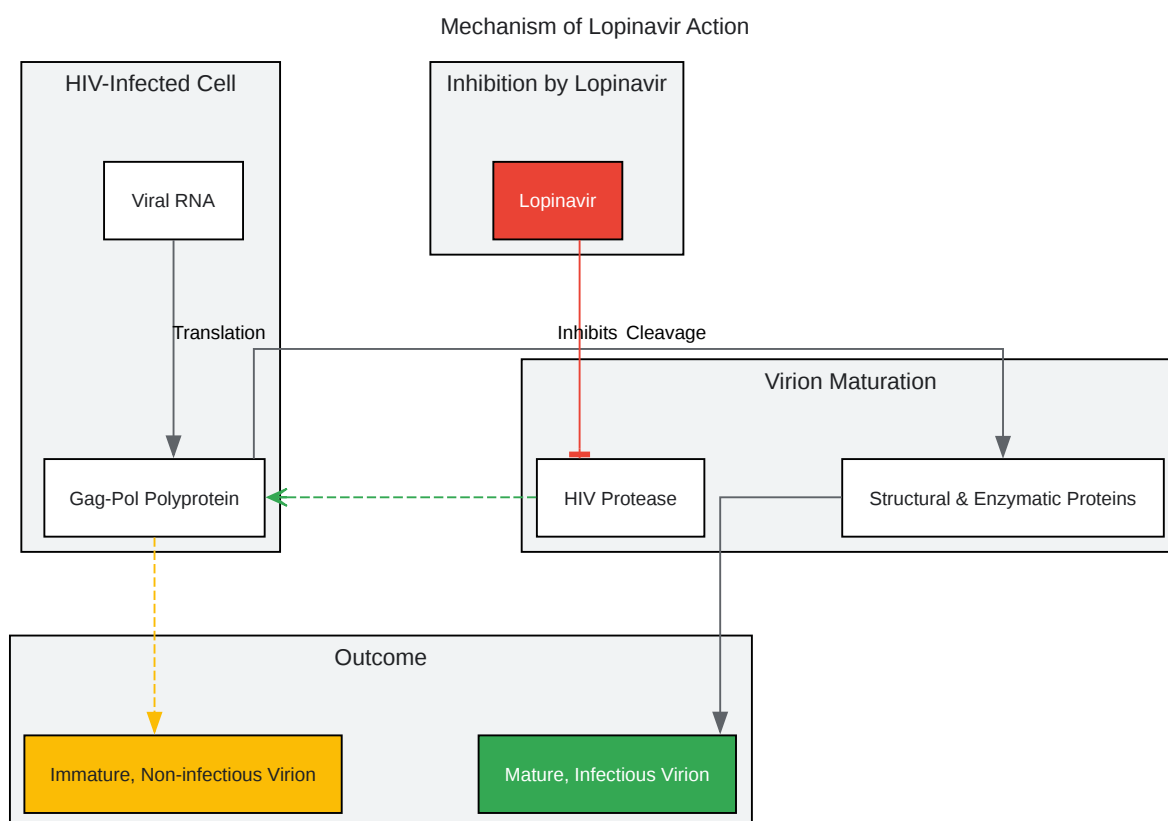 Mechanism of Lopinavir Action
HIV-Infected Cell
Inhibition by Lopinavir
Viral RNA
Lopinavir
Translation
Inhibits
Cleavage
Virion Maturation
Gag-Pol Polyprotein
HIV Protease
Structural & Enzymatic Proteins
Outcome
Immature, Non-infectious Virion
Mature, Infectious Virion